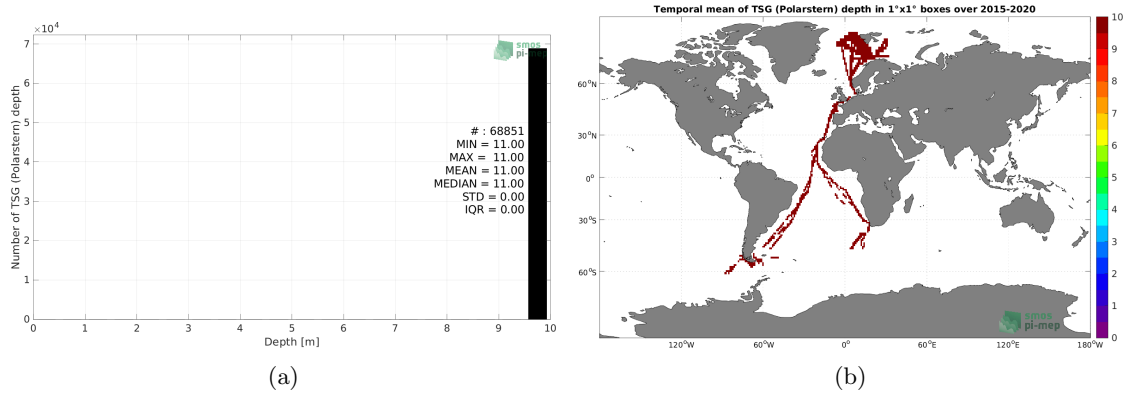 ×10⁴
7
6
5
4
3
2
1
0
Number of TSG (Polarstern) depth
smos
pi-mep
# : 68851
MIN = 11.00
MAX = 11.00
MEAN = 11.00
MEDIAN = 11.00
STD = 0.00
IQR = 0.00
0 1 2 3 4 5 6 7 8 9 10
Depth [m]
(a)
Temporal mean of TSG (Polarstern) depth in 1°x1° boxes over 2015-2020
60°N
30°N
0°
30°S
60°S
120°W 60°W 0° 60°E 120°E 180°W
smos
pi-mep
10
9
8
7
6
5
4
3
2
1
0
(b)